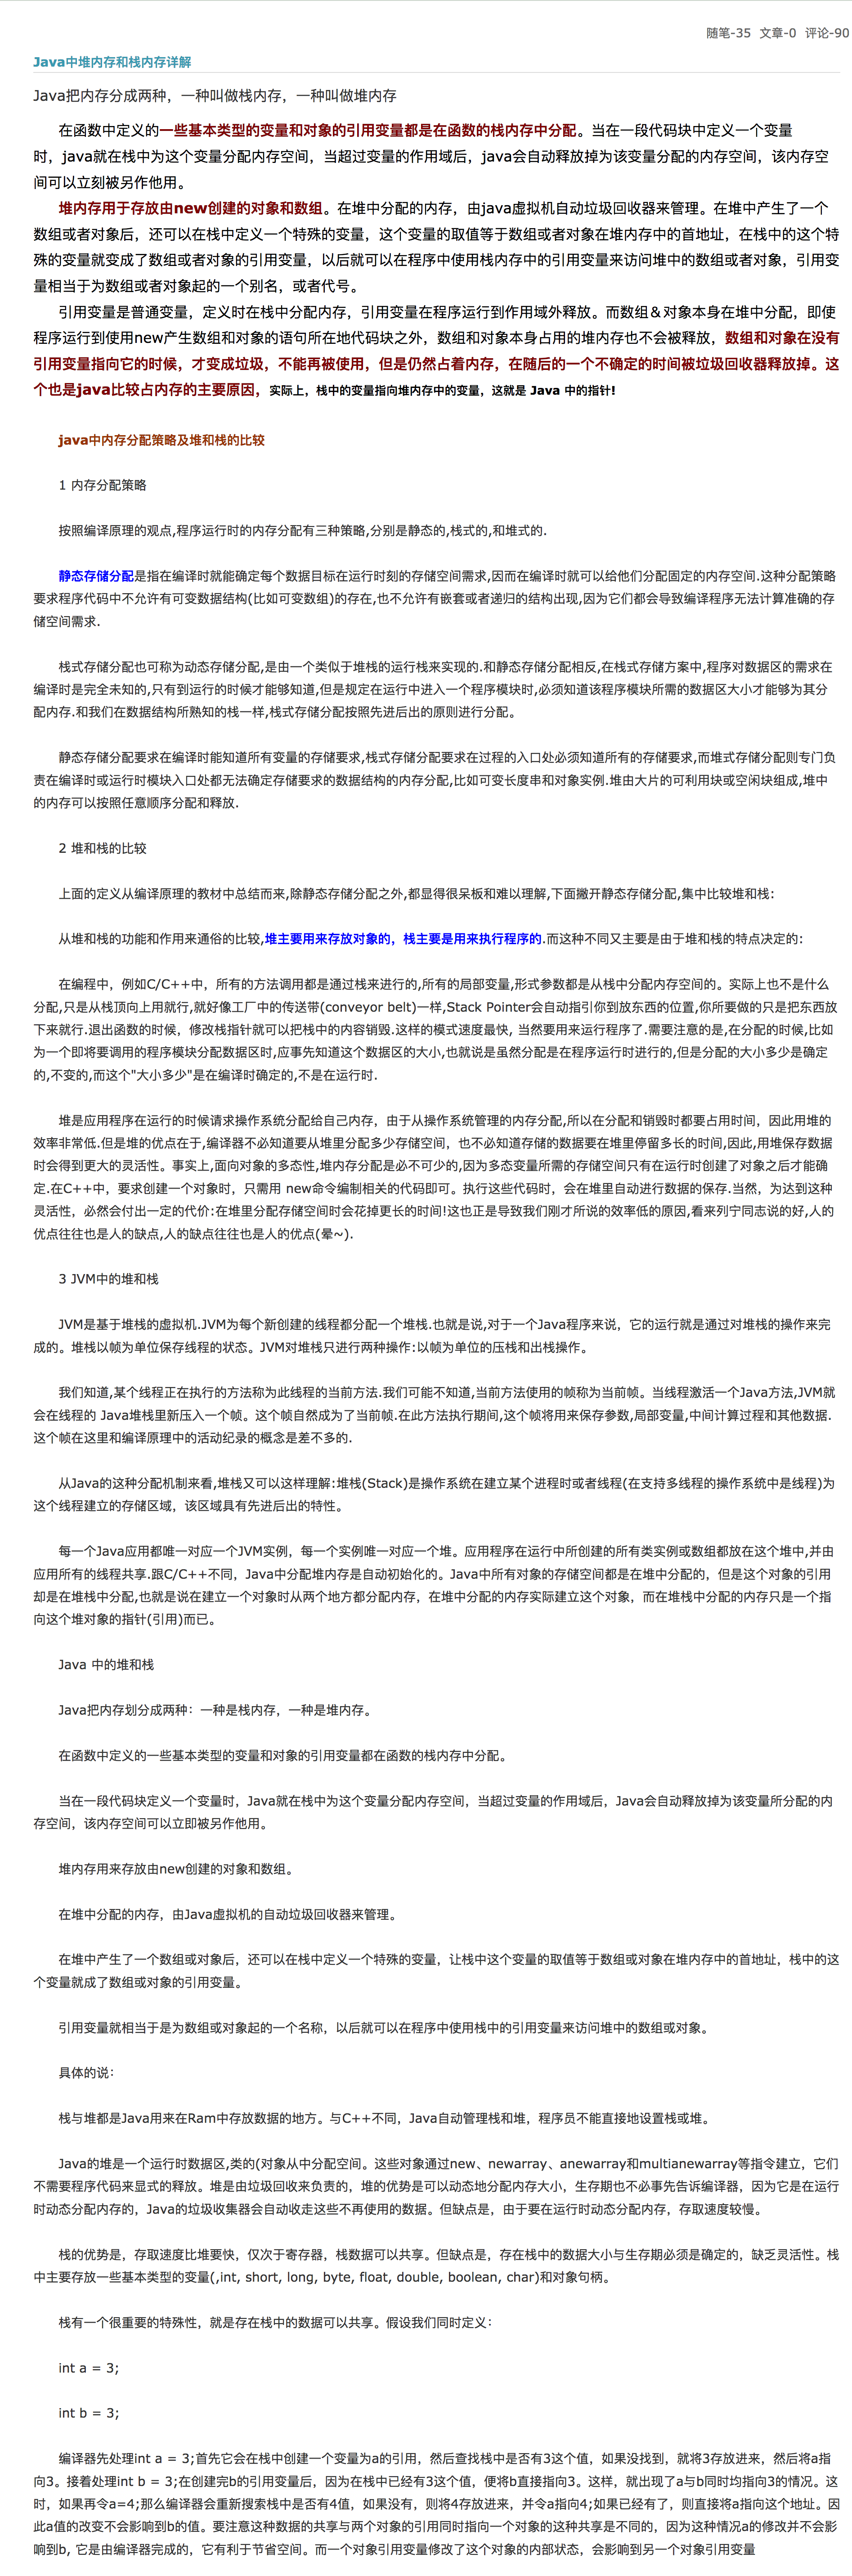 随笔-35 文章-0 评论-90
Java中堆内存和栈内存详解
Java把内存分成两种，一种叫做栈内存，一种叫做堆内存
在函数中定义的一些基本类型的变量和对象的引用变量都是在函数的栈内存中分配。当在一段代码块中定义一个变量
时，java就在栈中为这个变量分配内存空间，当超过变量的作用域后，java会自动释放掉为该变量分配的内存空间，该内存空
间可以立刻被另作他用。
堆内存用于存放由new创建的对象和数组。在堆中分配的内存，由java虚拟机自动垃圾回收器来管理。在堆中产生了一个
数组或者对象后，还可以在栈中定义一个特殊的变量，这个变量的取值等于数组或者对象在堆内存中的首地址，在栈中的这个特
殊的变量就变成了数组或者对象的引用变量，以后就可以在程序中使用栈内存中的引用变量来访问堆中的数组或者对象，引用变
量相当于为数组或者对象起的一个别名，或者代号。
引用变量是普通变量，定义时在栈中分配内存，引用变量在程序运行到作用域外释放。而数组＆对象本身在堆中分配，即使
程序运行到使用new产生数组和对象的语句所在地代码块之外，数组和对象本身占用的堆内存也不会被释放，数组和对象在没有
引用变量指向它的时候，才变成垃圾，不能再被使用，但是仍然占着内存，在随后的一个不确定的时间被垃圾回收器释放掉。这
个也是java比较占内存的主要原因，实际上，栈中的变量指向堆内存中的变量，这就是 Java 中的指针!
java中内存分配策略及堆和栈的比较
1 内存分配策略
按照编译原理的观点,程序运行时的内存分配有三种策略,分别是静态的,栈式的,和堆式的.
静态存储分配是指在编译时就能确定每个数据目标在运行时刻的存储空间需求,因而在编译时就可以给他们分配固定的内存空间.这种分配策略
要求程序代码中不允许有可变数据结构(比如可变数组)的存在,也不允许有嵌套或者递归的结构出现,因为它们都会导致编译程序无法计算准确的存
储空间需求.
栈式存储分配也可称为动态存储分配,是由一个类似于堆栈的运行栈来实现的.和静态存储分配相反,在栈式存储方案中,程序对数据区的需求在
编译时是完全未知的,只有到运行的时候才能够知道,但是规定在运行中进入一个程序模块时,必须知道该程序模块所需的数据区大小才能够为其分
配内存.和我们在数据结构所熟知的栈一样,栈式存储分配按照先进后出的原则进行分配。
静态存储分配要求在编译时能知道所有变量的存储要求,栈式存储分配要求在过程的入口处必须知道所有的存储要求,而堆式存储分配则专门负
责在编译时或运行时模块入口处都无法确定存储要求的数据结构的内存分配,比如可变长度串和对象实例.堆由大片的可利用块或空闲块组成,堆中
的内存可以按照任意顺序分配和释放.
2 堆和栈的比较
上面的定义从编译原理的教材中总结而来,除静态存储分配之外,都显得很呆板和难以理解,下面撇开静态存储分配,集中比较堆和栈:
从堆和栈的功能和作用来通俗的比较,堆主要用来存放对象的，栈主要是用来执行程序的.而这种不同又主要是由于堆和栈的特点决定的:
在编程中，例如C/C++中，所有的方法调用都是通过栈来进行的,所有的局部变量,形式参数都是从栈中分配内存空间的。实际上也不是什么
分配,只是从栈顶向上用就行,就好像工厂中的传送带(conveyor belt)一样,Stack Pointer会自动指引你到放东西的位置,你所要做的只是把东西放
下来就行.退出函数的时候，修改栈指针就可以把栈中的内容销毁.这样的模式速度最快, 当然要用来运行程序了.需要注意的是,在分配的时候,比如
为一个即将要调用的程序模块分配数据区时,应事先知道这个数据区的大小,也就说是虽然分配是在程序运行时进行的,但是分配的大小多少是确定
的,不变的,而这个"大小多少"是在编译时确定的,不是在运行时.
堆是应用程序在运行的时候请求操作系统分配给自己内存，由于从操作系统管理的内存分配,所以在分配和销毁时都要占用时间，因此用堆的
效率非常低.但是堆的优点在于,编译器不必知道要从堆里分配多少存储空间，也不必知道存储的数据要在堆里停留多长的时间,因此,用堆保存数据
时会得到更大的灵活性。事实上,面向对象的多态性,堆内存分配是必不可少的,因为多态变量所需的存储空间只有在运行时创建了对象之后才能确
定.在C++中，要求创建一个对象时，只需用 new命令编制相关的代码即可。执行这些代码时，会在堆里自动进行数据的保存.当然，为达到这种
灵活性，必然会付出一定的代价:在堆里分配存储空间时会花掉更长的时间!这也正是导致我们刚才所说的效率低的原因,看来列宁同志说的好,人的
优点往往也是人的缺点,人的缺点往往也是人的优点(晕~).
3 JVM中的堆和栈
JVM是基于堆栈的虚拟机.JVM为每个新创建的线程都分配一个堆栈.也就是说,对于一个Java程序来说，它的运行就是通过对堆栈的操作来完
成的。堆栈以帧为单位保存线程的状态。JVM对堆栈只进行两种操作:以帧为单位的压栈和出栈操作。
我们知道,某个线程正在执行的方法称为此线程的当前方法.我们可能不知道,当前方法使用的帧称为当前帧。当线程激活一个Java方法,JVM就
会在线程的 Java堆栈里新压入一个帧。这个帧自然成为了当前帧.在此方法执行期间,这个帧将用来保存参数,局部变量,中间计算过程和其他数据.
这个帧在这里和编译原理中的活动纪录的概念是差不多的.
从Java的这种分配机制来看,堆栈又可以这样理解:堆栈(Stack)是操作系统在建立某个进程时或者线程(在支持多线程的操作系统中是线程)为
这个线程建立的存储区域，该区域具有先进后出的特性。
每一个Java应用都唯一对应一个JVM实例，每一个实例唯一对应一个堆。应用程序在运行中所创建的所有类实例或数组都放在这个堆中,并由
应用所有的线程共享.跟C/C++不同，Java中分配堆内存是自动初始化的。Java中所有对象的存储空间都是在堆中分配的，但是这个对象的引用
却是在堆栈中分配,也就是说在建立一个对象时从两个地方都分配内存，在堆中分配的内存实际建立这个对象，而在堆栈中分配的内存只是一个指
向这个堆对象的指针(引用)而已。
Java 中的堆和栈
Java把内存划分成两种：一种是栈内存，一种是堆内存。
在函数中定义的一些基本类型的变量和对象的引用变量都在函数的栈内存中分配。
当在一段代码块定义一个变量时，Java就在栈中为这个变量分配内存空间，当超过变量的作用域后，Java会自动释放掉为该变量所分配的内
存空间，该内存空间可以立即被另作他用。
堆内存用来存放由new创建的对象和数组。
在堆中分配的内存，由Java虚拟机的自动垃圾回收器来管理。
在堆中产生了一个数组或对象后，还可以在栈中定义一个特殊的变量，让栈中这个变量的取值等于数组或对象在堆内存中的首地址，栈中的这
个变量就成了数组或对象的引用变量。
引用变量就相当于是为数组或对象起的一个名称，以后就可以在程序中使用栈中的引用变量来访问堆中的数组或对象。
具体的说：
栈与堆都是Java用来在Ram中存放数据的地方。与C++不同，Java自动管理栈和堆，程序员不能直接地设置栈或堆。
Java的堆是一个运行时数据区,类的(对象从中分配空间。这些对象通过new、newarray、anewarray和multianewarray等指令建立，它们
不需要程序代码来显式的释放。堆是由垃圾回收来负责的，堆的优势是可以动态地分配内存大小，生存期也不必事先告诉编译器，因为它是在运行
时动态分配内存的，Java的垃圾收集器会自动收走这些不再使用的数据。但缺点是，由于要在运行时动态分配内存，存取速度较慢。
栈的优势是，存取速度比堆要快，仅次于寄存器，栈数据可以共享。但缺点是，存在栈中的数据大小与生存期必须是确定的，缺乏灵活性。栈
中主要存放一些基本类型的变量(,int, short, long, byte, float, double, boolean, char)和对象句柄。
栈有一个很重要的特殊性，就是存在栈中的数据可以共享。假设我们同时定义：
int a = 3;
int b = 3;
编译器先处理int a = 3;首先它会在栈中创建一个变量为a的引用，然后查找栈中是否有3这个值，如果没找到，就将3存放进来，然后将a指
向3。接着处理int b = 3;在创建完b的引用变量后，因为在栈中已经有3这个值，便将b直接指向3。这样，就出现了a与b同时均指向3的情况。这
时，如果再令a=4;那么编译器会重新搜索栈中是否有4值，如果没有，则将4存放进来，并令a指向4;如果已经有了，则直接将a指向这个地址。因
此a值的改变不会影响到b的值。要注意这种数据的共享与两个对象的引用同时指向一个对象的这种共享是不同的，因为这种情况a的修改并不会影
响到b, 它是由编译器完成的，它有利于节省空间。而一个对象引用变量修改了这个对象的内部状态，会影响到另一个对象引用变量